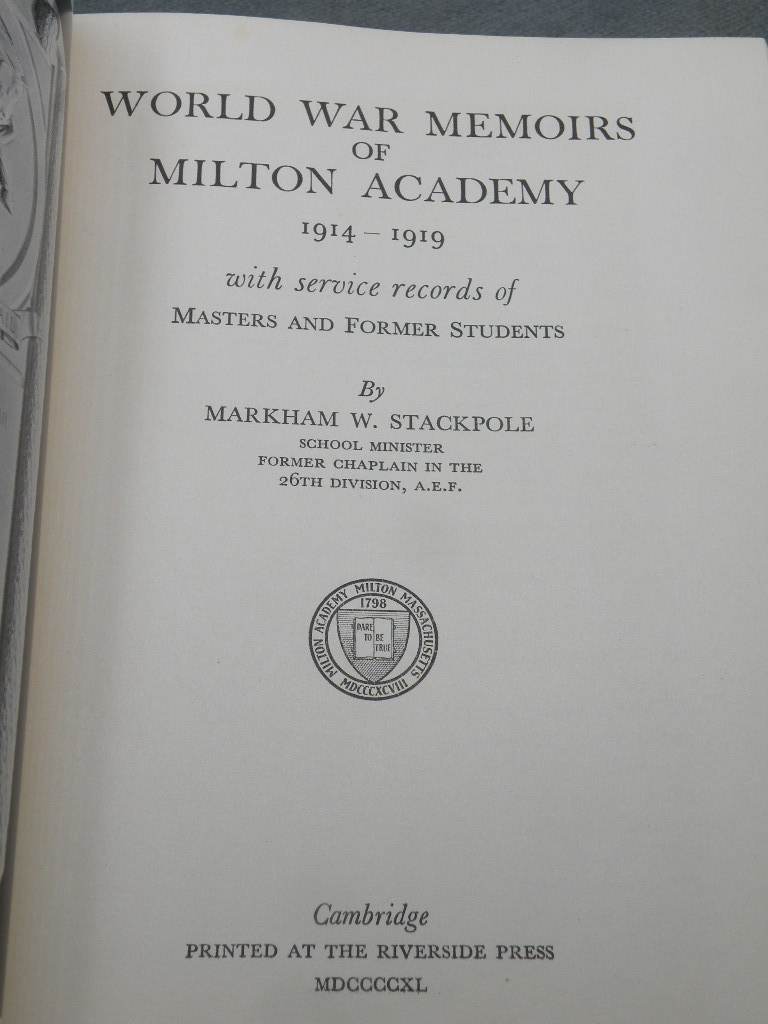 WORLD WAR MEMOIRS
OF
MILTON ACADEMY
1914 – 1919
with service records of
MASTERS AND FORMER STUDENTS
By
MARKHAM W. STACKPOLE
SCHOOL MINISTER
FORMER CHAPLAIN IN THE
26TH DIVISION, A.E.F.
MILTON ACADEMY MILTON MASSACHUSETTS
1798
DARE TO BE TRUE
MDCCXCVIII
Cambridge
PRINTED AT THE RIVERSIDE PRESS
MDCCCCXL